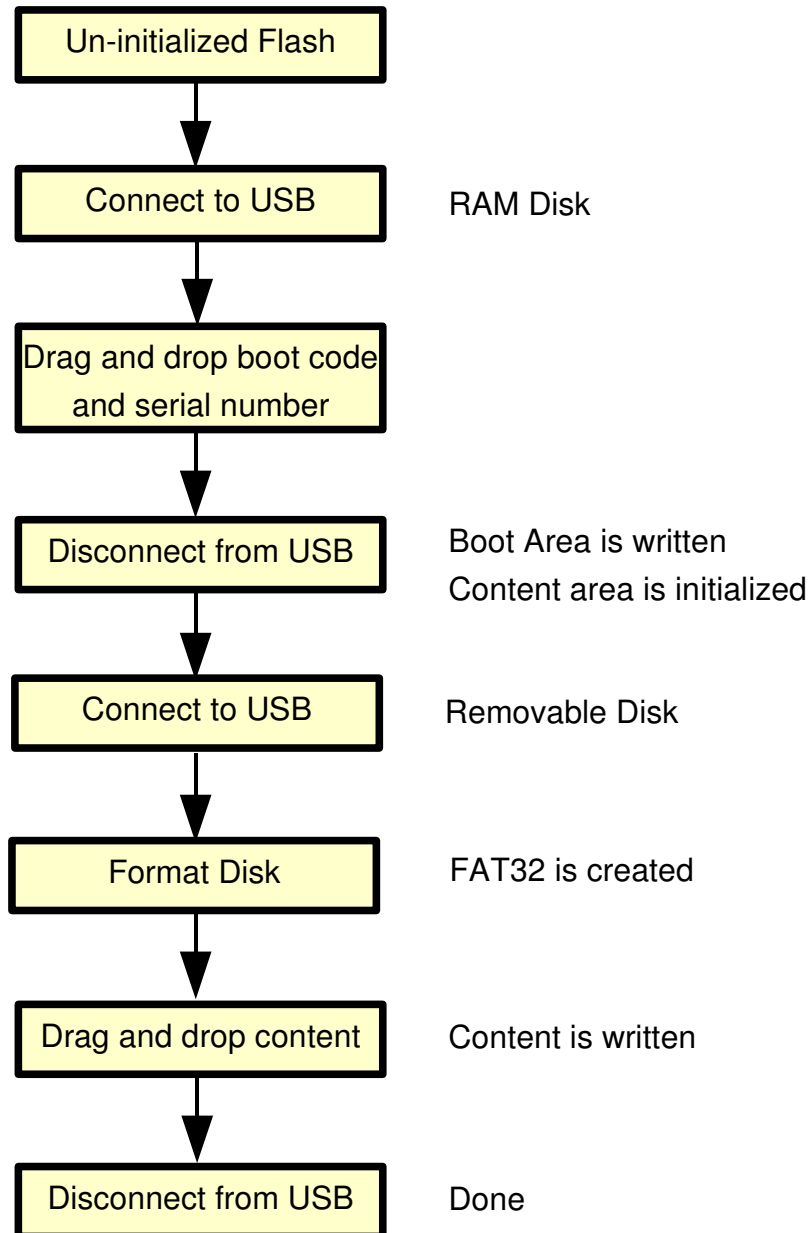 Un-initialized Flash
Connect to USB
RAM Disk
Drag and drop boot code
and serial number
Disconnect from USB
Boot Area is written
Content area is initialized
Connect to USB
Removable Disk
Format Disk
FAT32 is created
Drag and drop content
Content is written
Disconnect from USB
Done